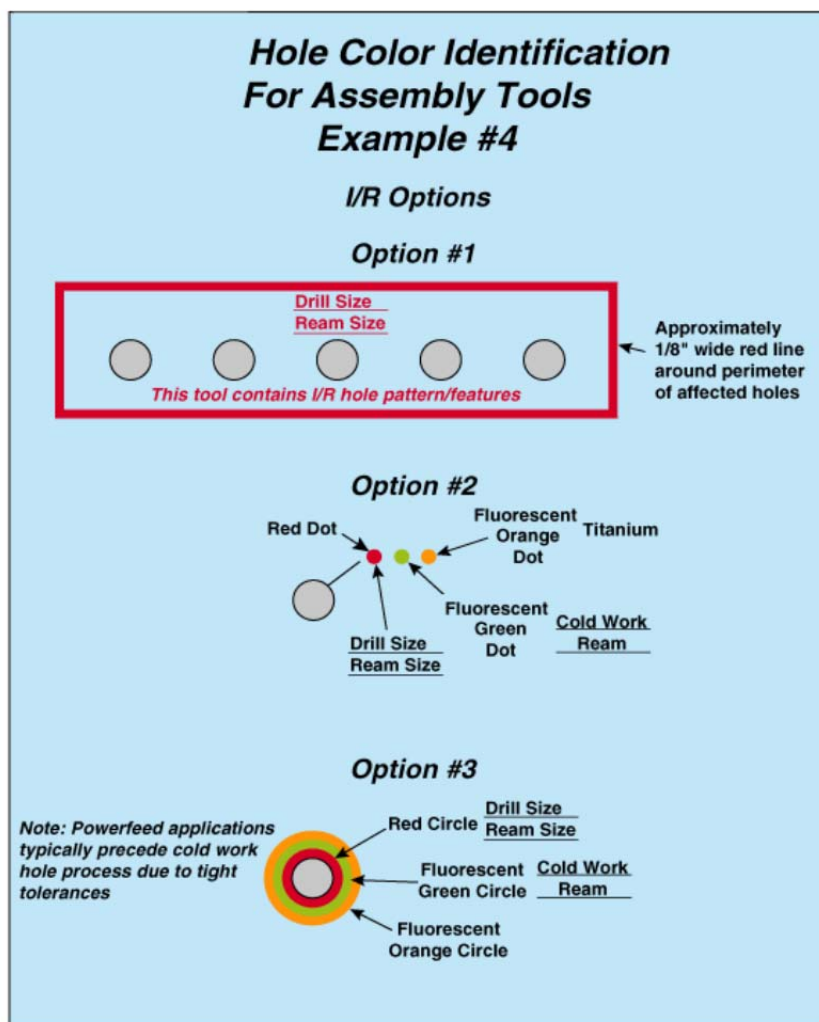 Hole Color Identification
For Assembly Tools
Example #4
I/R Options
Option #1
Drill Size
Ream Size
This tool contains I/R hole pattern/features
Approximately
1/8" wide red line
around perimeter
of affected holes
Option #2
Red Dot
Fluorescent
Orange
Dot
Titanium
Drill Size
Ream Size
Fluorescent
Green
Dot
Cold Work
Ream
Option #3
Note: Powerfeed applications
typically precede cold work
hole process due to tight
tolerances
Red Circle
Drill Size
Ream Size
Fluorescent
Green Circle
Cold Work
Ream
Fluorescent
Orange Circle